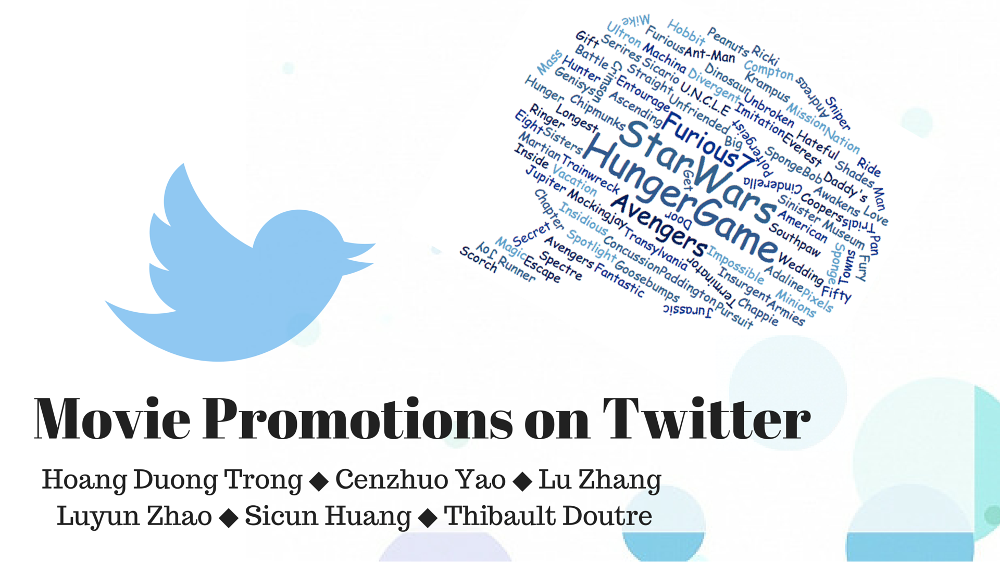 Mike
Hobbit
Peanuts
Ricki
Ultron
Furious
Ant-Man
Gift
Serires
Machina
Compton
Andreas
Sniper
Battle
Crimson
Straight
Sicario
Divergent
Dinosaur
Krampus
Mass
Hunter
Genisys
Entourage
U.N.C.L.E
Unbroken
Mission
Nation
Hunger
Chipmunks
Ascending
Unfriended
Imitation
Everest
Hateful
Ride
Ringer
Longest
Furious7
Big
Poltergeist
SpongeBob
Shades
Man
Eight
Sisters
StarWars
Get
Cinderella
Daddy's
Martian
Trainwreck
HungerGame
Awakens
Love
Inside
Vacation
Sinister
Coopers
Trials
Jupiter
Mockingjay
Avengers
Door
American
Museum
Pan
Chapter
Insidious
Transylvania
Southpaw
Sponge
Towns
Fury
Secret
Spotlight
Concussion
Impossible
Wedding
Joy
Magic
Avengers
Terminator
Adaline
Fifty
Scorch
Runner
Escape
Spectre
Fantastic
Goosebumps
Paddington
Insurgent
Pixels
Minions
Armies
Chappie
Jurassic
Pursuit
Movie Promotions on Twitter
Hoang Duong Trong ◆ Cenzhuo Yao ◆ Lu Zhang
Luyun Zhao ◆ Sicun Huang ◆ Thibault Doutre